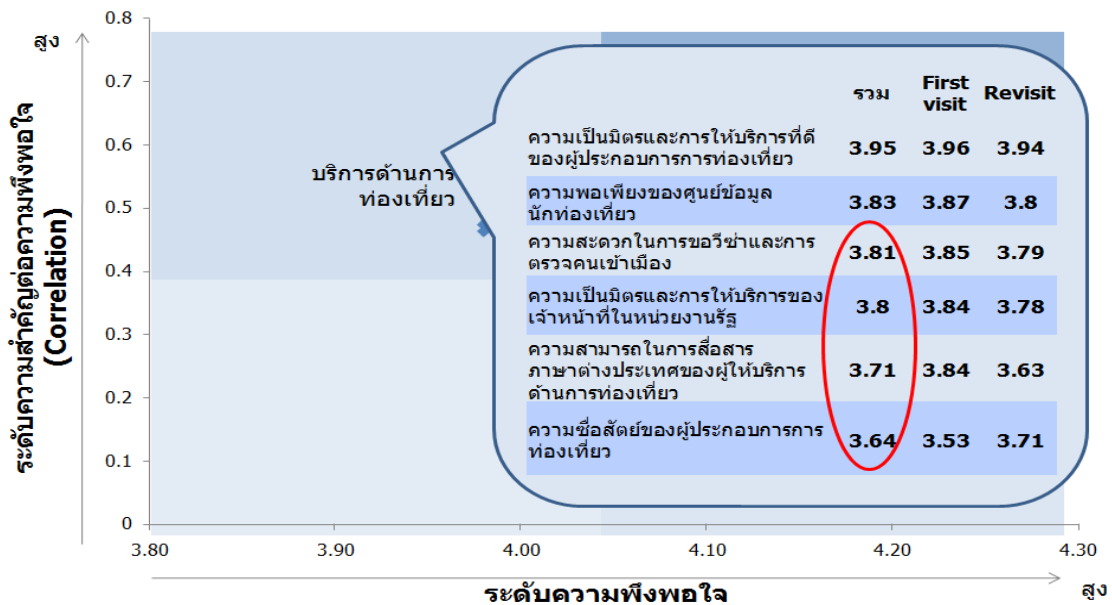 0.8
สูง
0.7
0.6
0.5
0.4
0.3
0.2
0.1
0
ระดับความสำคัญต่อความพึงพอใจ
(Correlation)
บริการด้านการ
ท่องเที่ยว
รวม First visit Revisit
ความเป็นมิตรและการให้บริการที่ดี
ของผู้ประกอบการการท่องเที่ยว
3.95 3.96 3.94
ความพอเพียงของศูนย์ข้อมูล
นักท่องเที่ยว
3.83 3.87 3.8
ความสะดวกในการขอวีซ่าและการ
ตรวจคนเข้าเมือง
3.81 3.85 3.79
ความเป็นมิตรและการให้บริการของ
เจ้าหน้าที่ในหน่วยงานรัฐ
3.8 3.84 3.78
ความสามารถในการสื่อสาร
ภาษาต่างประเทศของผู้ให้บริการ
ด้านการท่องเที่ยว
3.71 3.84 3.63
ความซื่อสัตย์ของผู้ประกอบการการ
ท่องเที่ยว
3.64 3.53 3.71
3.80 3.90 4.00 4.10 4.20 4.30
ระดับความพึงพอใจ
สูง